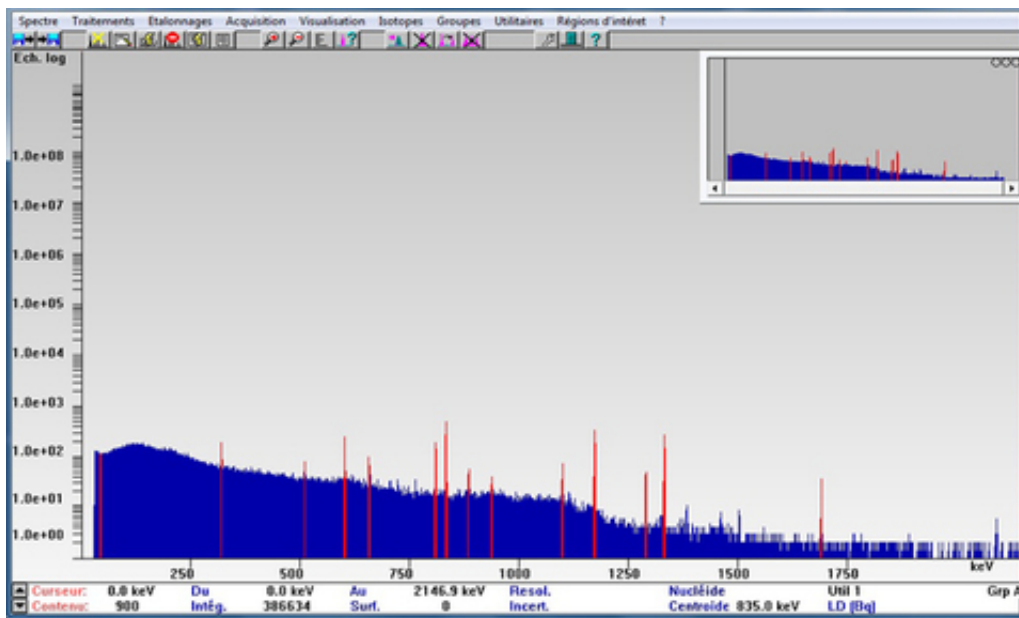 Spectre Traitements Etalonnages Acquisition Visualisation Isotopes Groupes Utilitaires Régions d'intéret ?
E. ? ?
Ech. log
1.0e+08
1.0e+07
1.0e+06
1.0e+05
1.0e+04
1.0e+03
1.0e+02
1.0e+01
1.0e+00
250 500 750 1000 1250 1500 1750 keV
Curseur: 0.0 keV Du 0.0 keV Au 2146.9 keV Resol. Nucléide Util 1 Grp A
Contenu: 900 Intég. 386634 Surf. 0 Incert. Centroide 835.0 keV LD (Bq)